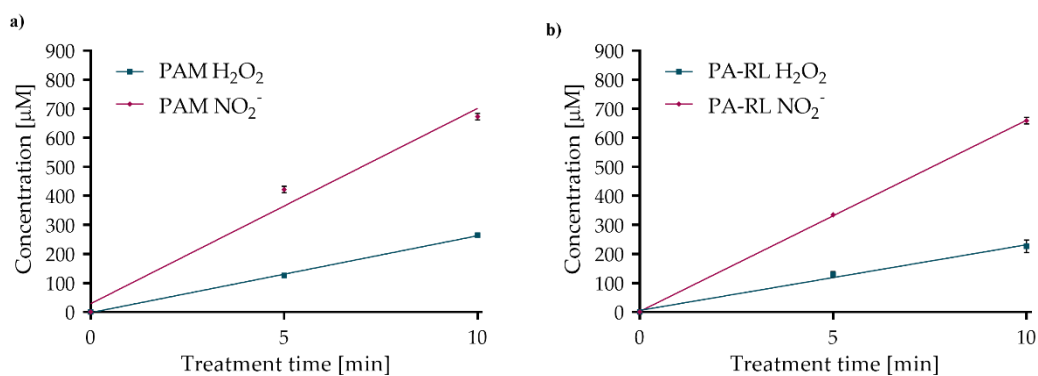 a)
900
800
700
600
500
400
300
200
100
0
Concentration [µM]
PAM H₂O₂
PAM NO₂⁻
0 5 10
Treatment time [min]
b)
900
800
700
600
500
400
300
200
100
0
Concentration [µM]
PA-RL H₂O₂
PA-RL NO₂⁻
0 5 10
Treatment time [min]